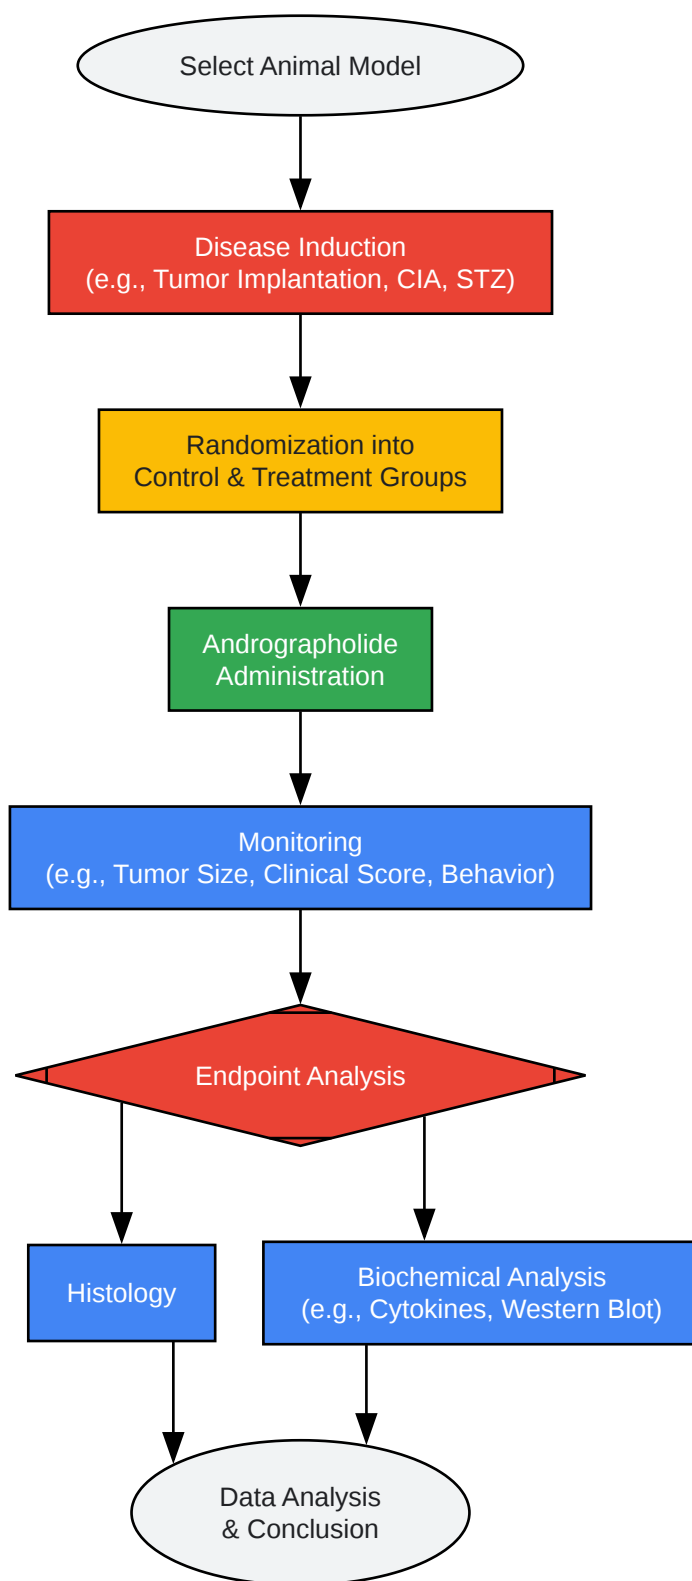 Select Animal Model
Disease Induction
(e.g., Tumor Implantation, CIA, STZ)
Randomization into
Control & Treatment Groups
Andrographolide
Administration
Monitoring
(e.g., Tumor Size, Clinical Score, Behavior)
Endpoint Analysis
Histology
Biochemical Analysis
(e.g., Cytokines, Western Blot)
Data Analysis
& Conclusion